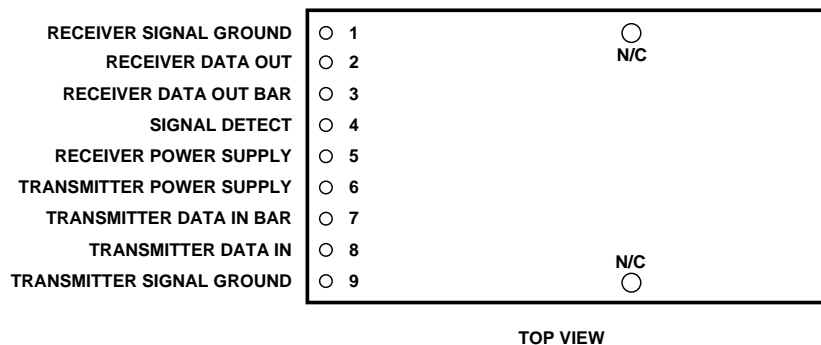 RECEIVER SIGNAL GROUND 1
N/C
RECEIVER DATA OUT 2
RECEIVER DATA OUT BAR 3
SIGNAL DETECT 4
RECEIVER POWER SUPPLY 5
TRANSMITTER POWER SUPPLY 6
TRANSMITTER DATA IN BAR 7
TRANSMITTER DATA IN 8
N/C
TRANSMITTER SIGNAL GROUND 9
TOP VIEW